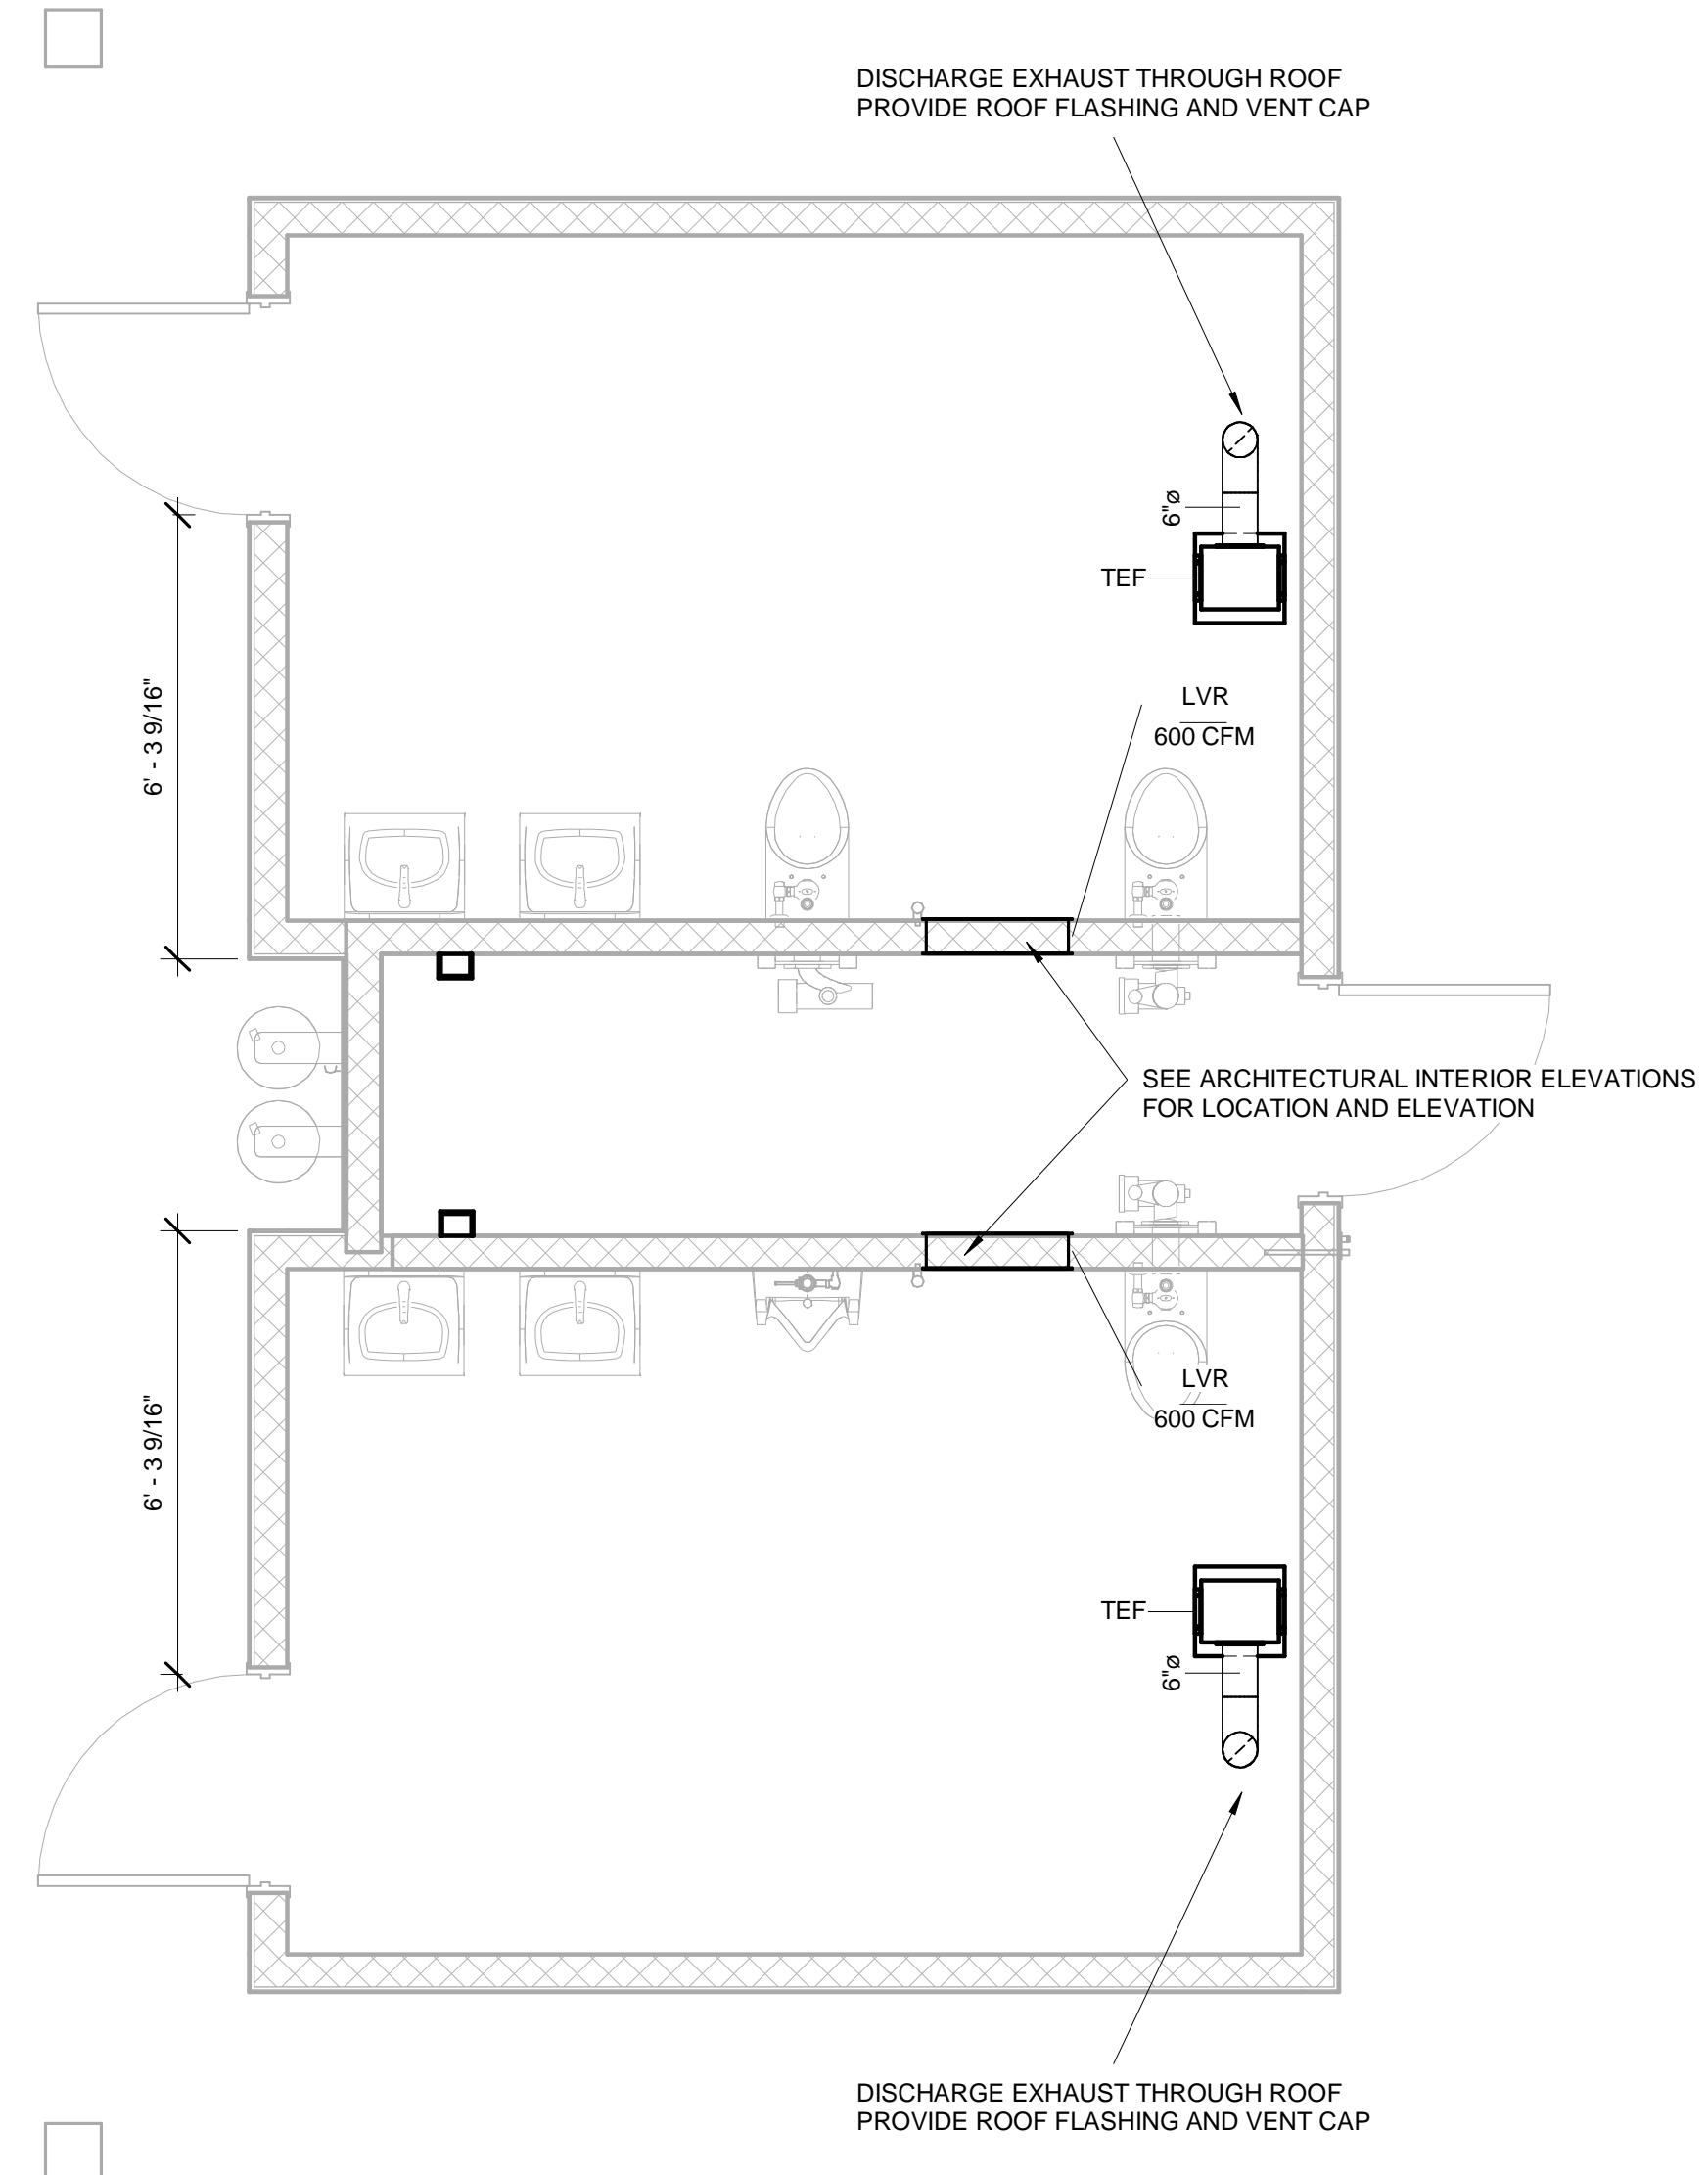 DISCHARGE EXHAUST THROUGH ROOF
PROVIDE ROOF FLASHING AND VENT CAP
6"ø
TEF
6' - 3 9/16"
LVR
600 CFM
SEE ARCHITECTURAL INTERIOR ELEVATIONS
FOR LOCATION AND ELEVATION
LVR
600 CFM
6' - 3 9/16"
TEF
6"ø
DISCHARGE EXHAUST THROUGH ROOF
PROVIDE ROOF FLASHING AND VENT CAP